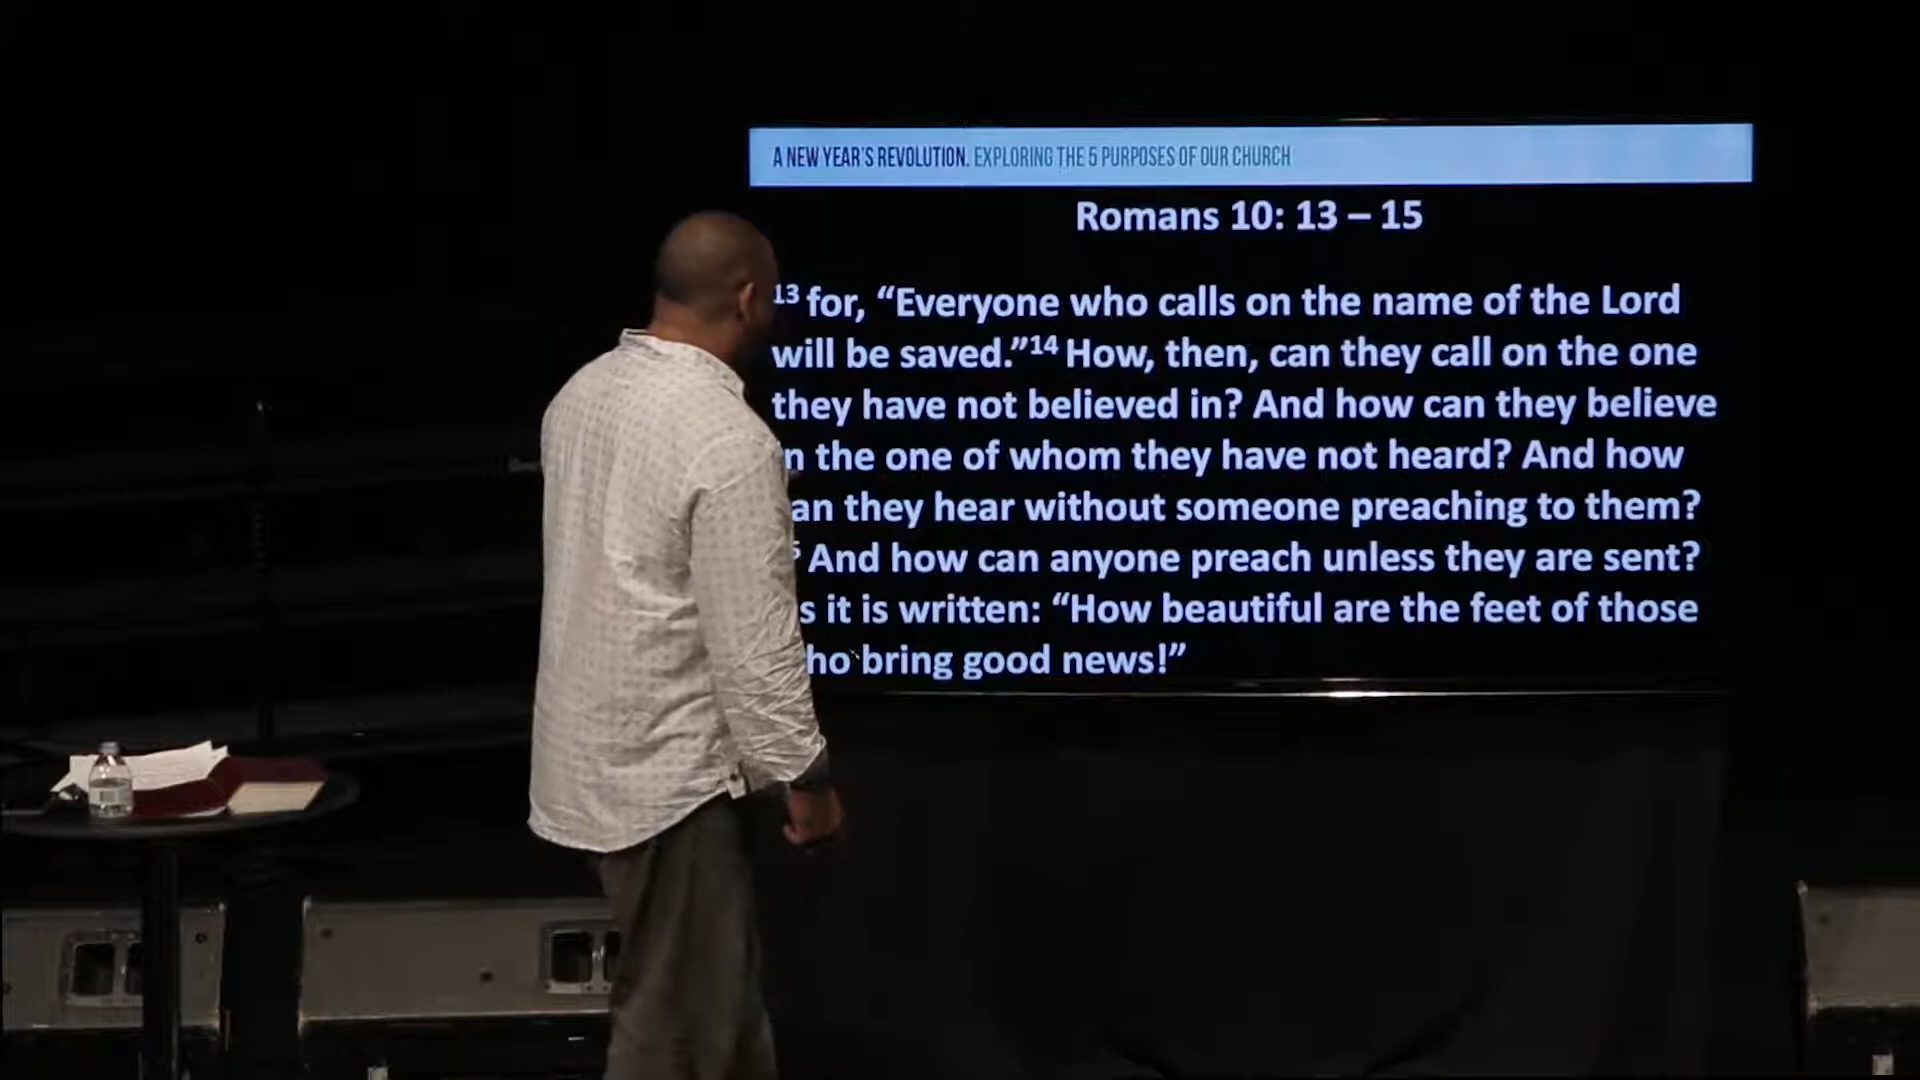 A NEW YEAR'S REVOLUTION. EXPLORING THE 5 PURPOSES OF OUR CHURCH
Romans 10: 13 – 15
13 for, “Everyone who calls on the name of the Lord
will be saved.”14 How, then, can they call on the one
they have not believed in? And how can they believe
n the one of whom they have not heard? And how
an they hear without someone preaching to them?
5 And how can anyone preach unless they are sent?
s it is written: “How beautiful are the feet of those
ho bring good news!”